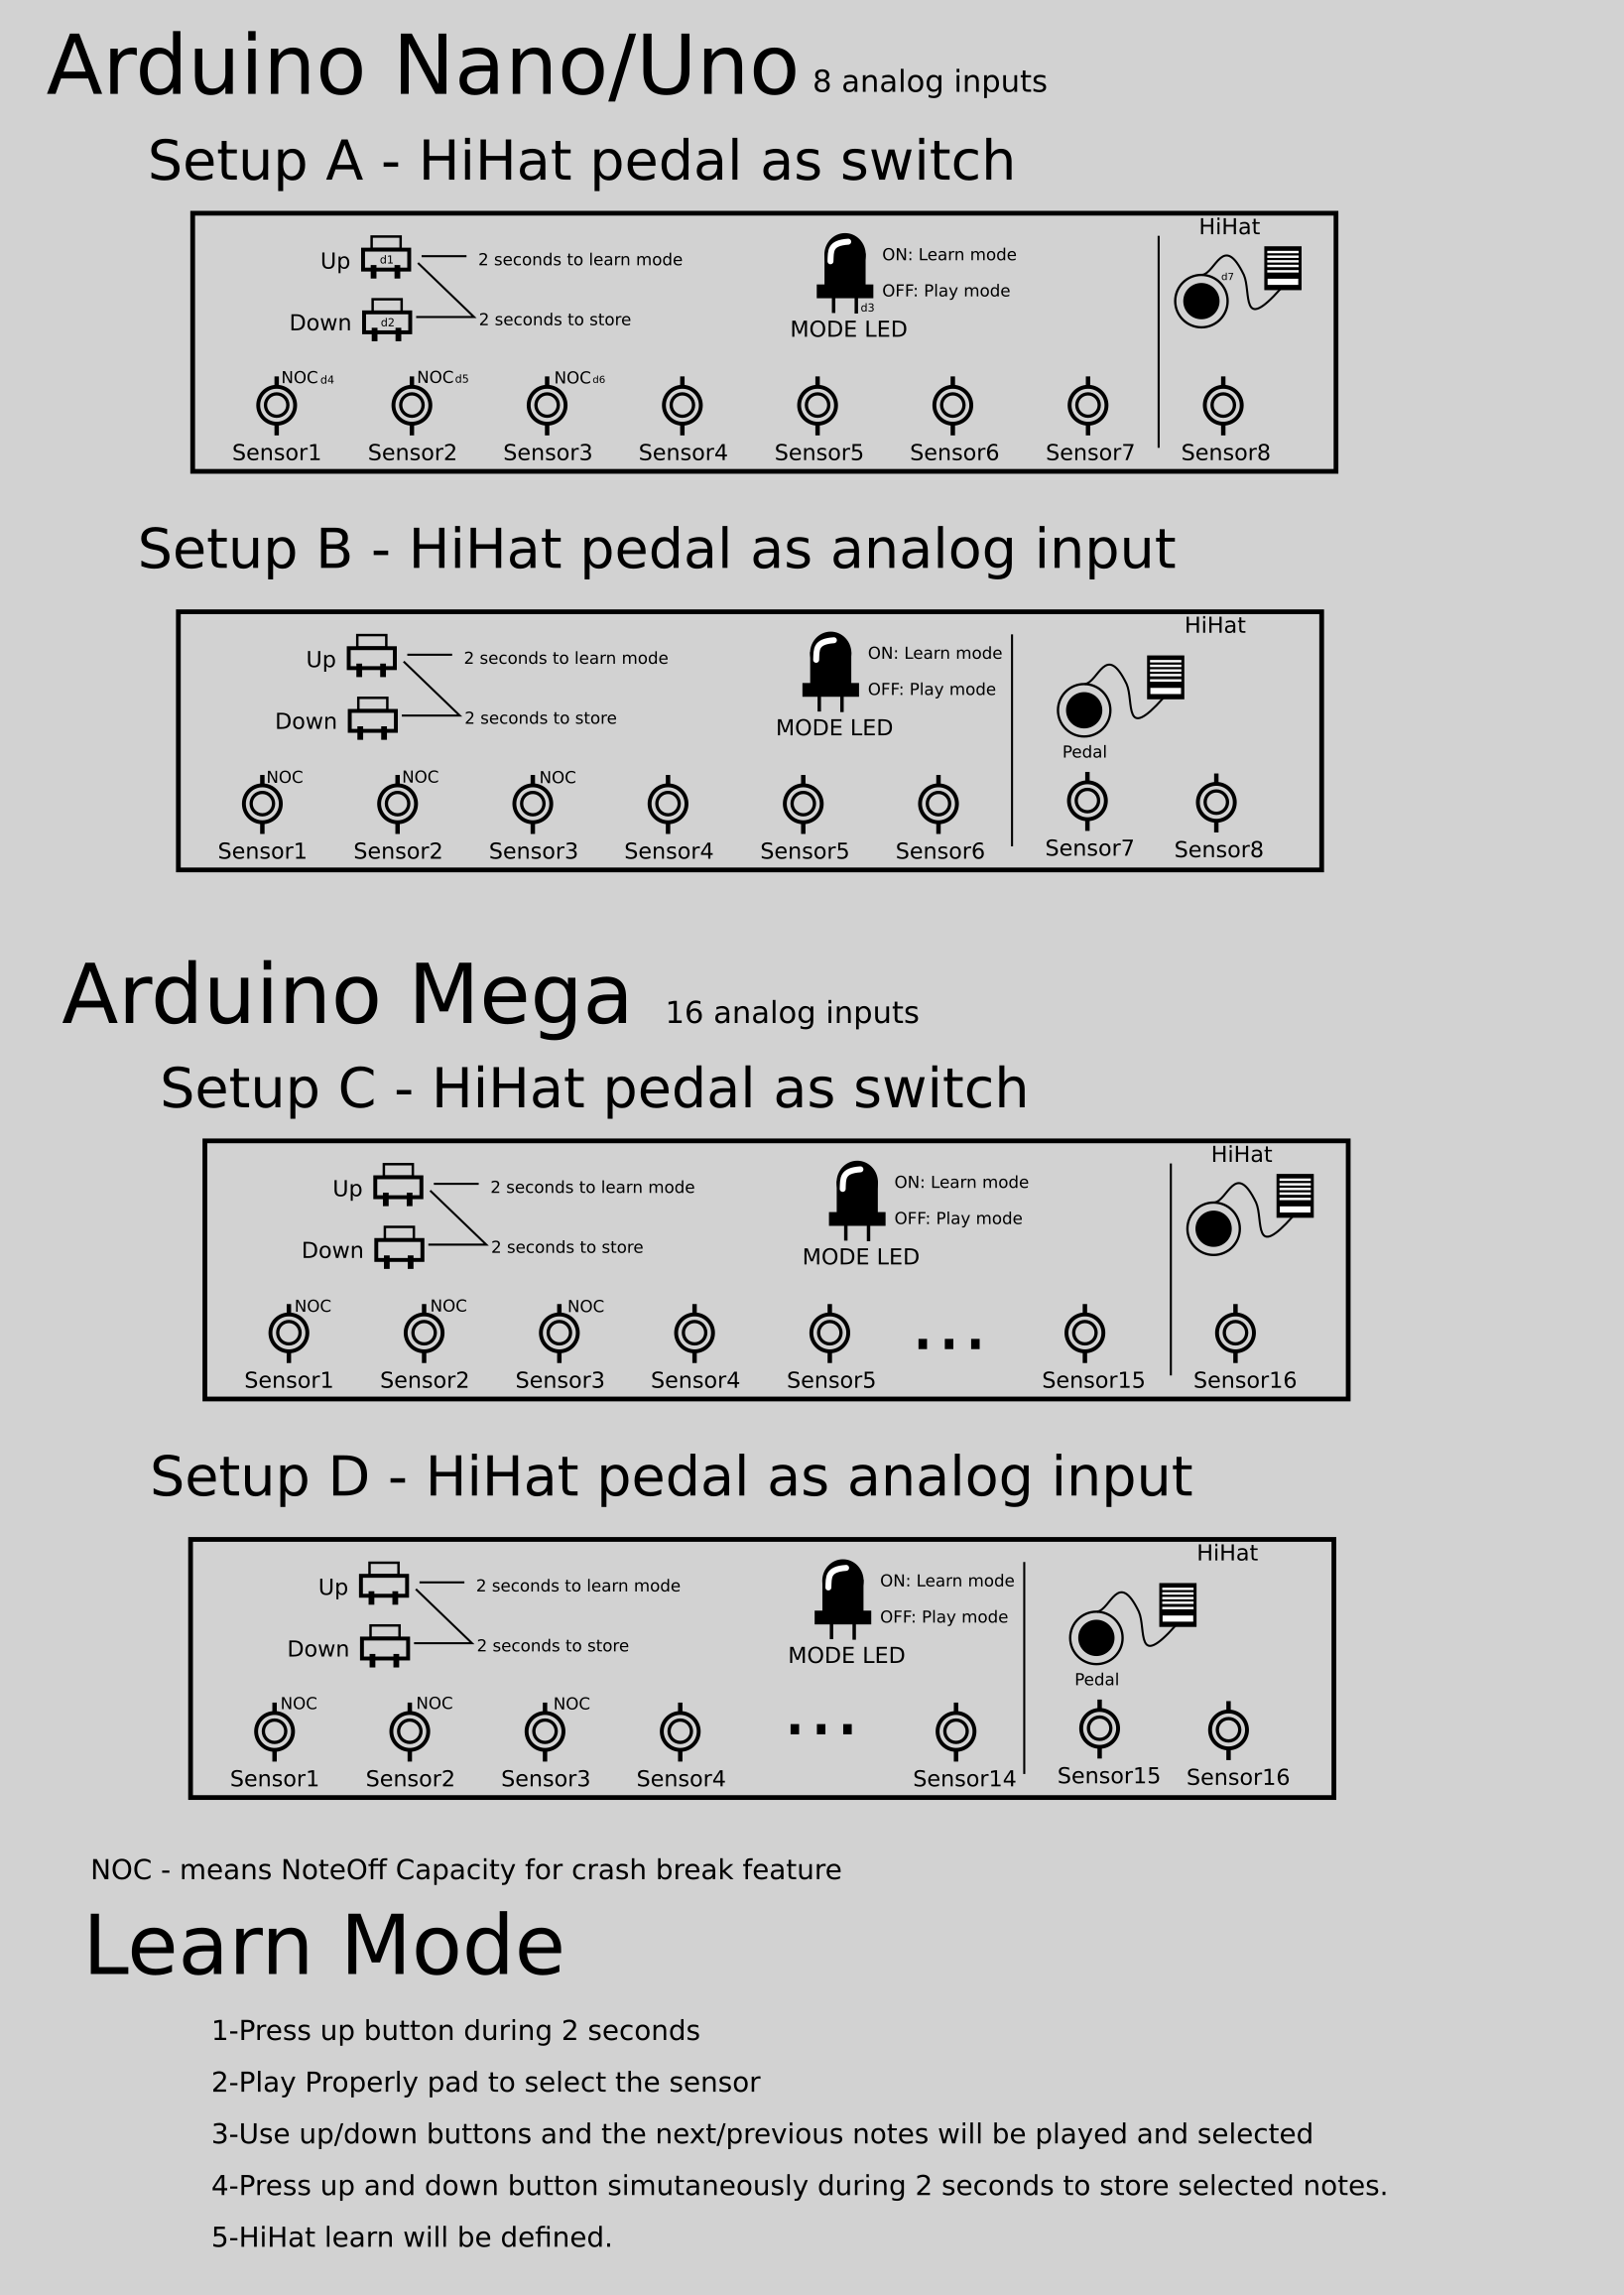 Arduino Nano/Uno 8 analog inputs
Setup A - HiHat pedal as switch
HiHat
Up d1 2 seconds to learn mode
ON: Learn mode
d7
OFF: Play mode
d3
Down d2 2 seconds to store
MODE LED
NOC d4 NOC d5 NOC d6
Sensor1 Sensor2 Sensor3 Sensor4 Sensor5 Sensor6 Sensor7 Sensor8
Setup B - HiHat pedal as analog input
HiHat
Up 2 seconds to learn mode
ON: Learn mode
OFF: Play mode
Down 2 seconds to store
MODE LED
Pedal
NOC NOC NOC
Sensor1 Sensor2 Sensor3 Sensor4 Sensor5 Sensor6 Sensor7 Sensor8
Arduino Mega 16 analog inputs
Setup C - HiHat pedal as switch
HiHat
Up 2 seconds to learn mode
ON: Learn mode
OFF: Play mode
Down 2 seconds to store
MODE LED
NOC NOC NOC
...
Sensor1 Sensor2 Sensor3 Sensor4 Sensor5 Sensor15 Sensor16
Setup D - HiHat pedal as analog input
HiHat
Up 2 seconds to learn mode
ON: Learn mode
OFF: Play mode
Down 2 seconds to store
MODE LED
Pedal
NOC NOC NOC
...
Sensor1 Sensor2 Sensor3 Sensor4 Sensor14 Sensor15 Sensor16
NOC - means NoteOff Capacity for crash break feature
Learn Mode
1-Press up button during 2 seconds
2-Play Properly pad to select the sensor
3-Use up/down buttons and the next/previous notes will be played and selected
4-Press up and down button simutaneously during 2 seconds to store selected notes.
5-HiHat learn will be defined.